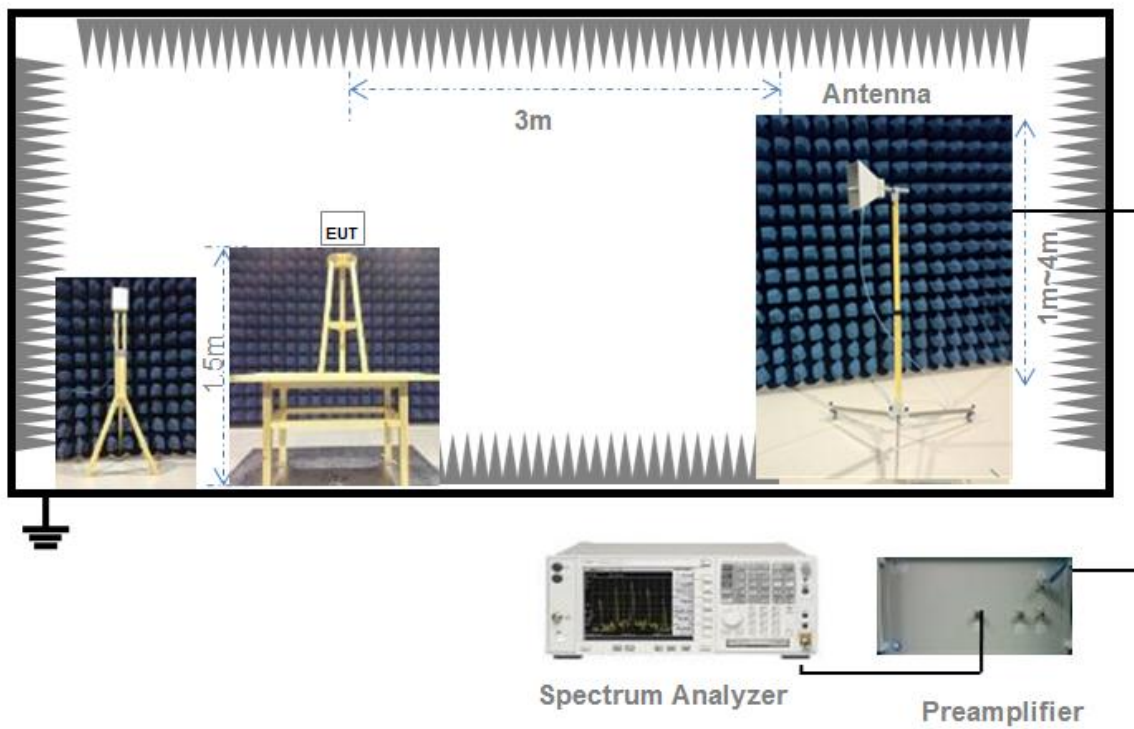 Antenna
3m
EUT
1.5m
1m~4m
Spectrum Analyzer
Preamplifier